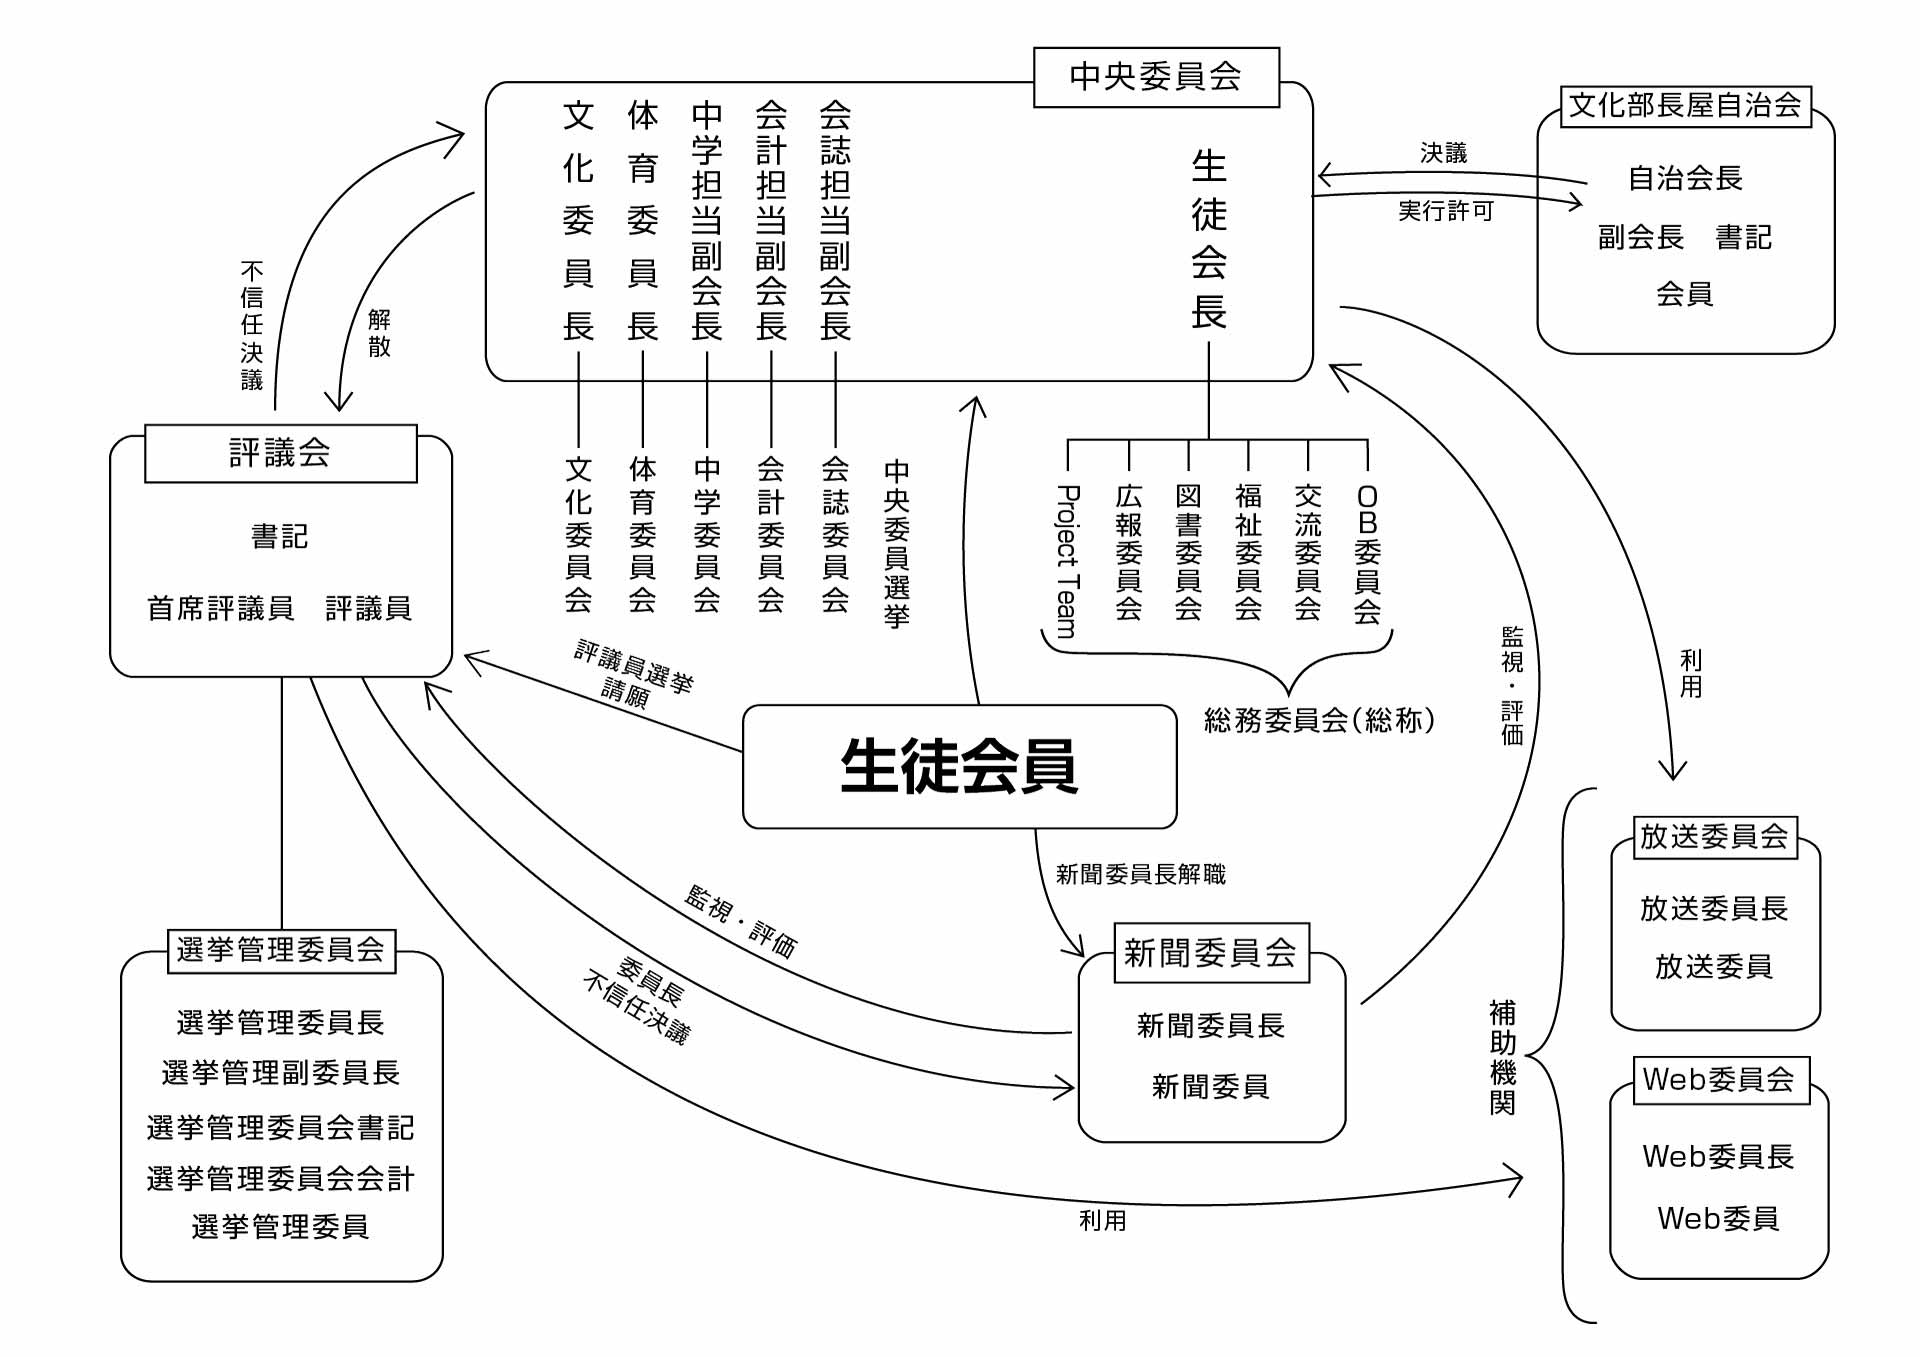 中央委員会
文化委員長
体育委員長
中学担当副会長
会計担当副会長
会誌担当副会長
生徒会長
文化部長屋自治会
自治会長
副会長　書記
会員
決議
実行許可
不信任決議
解散
評議会
書記
首席評議員　評議員
文化委員会
体育委員会
中学委員会
会計委員会
会誌委員会
中央委員選挙
Project Team
広報委員会
図書委員会
福祉委員会
交流委員会
OB委員会
総務委員会（総称）
監視・評価
利用
評議員選挙
請願
生徒会員
新聞委員長解職
監視・評価
委員長
不信任決議
新聞委員会
新聞委員長
新聞委員
選挙管理委員会
選挙管理委員長
選挙管理副委員長
選挙管理委員会書記
選挙管理委員会会計
選挙管理委員
利用
補助機関
放送委員会
放送委員長
放送委員
Web委員会
Web委員長
Web委員